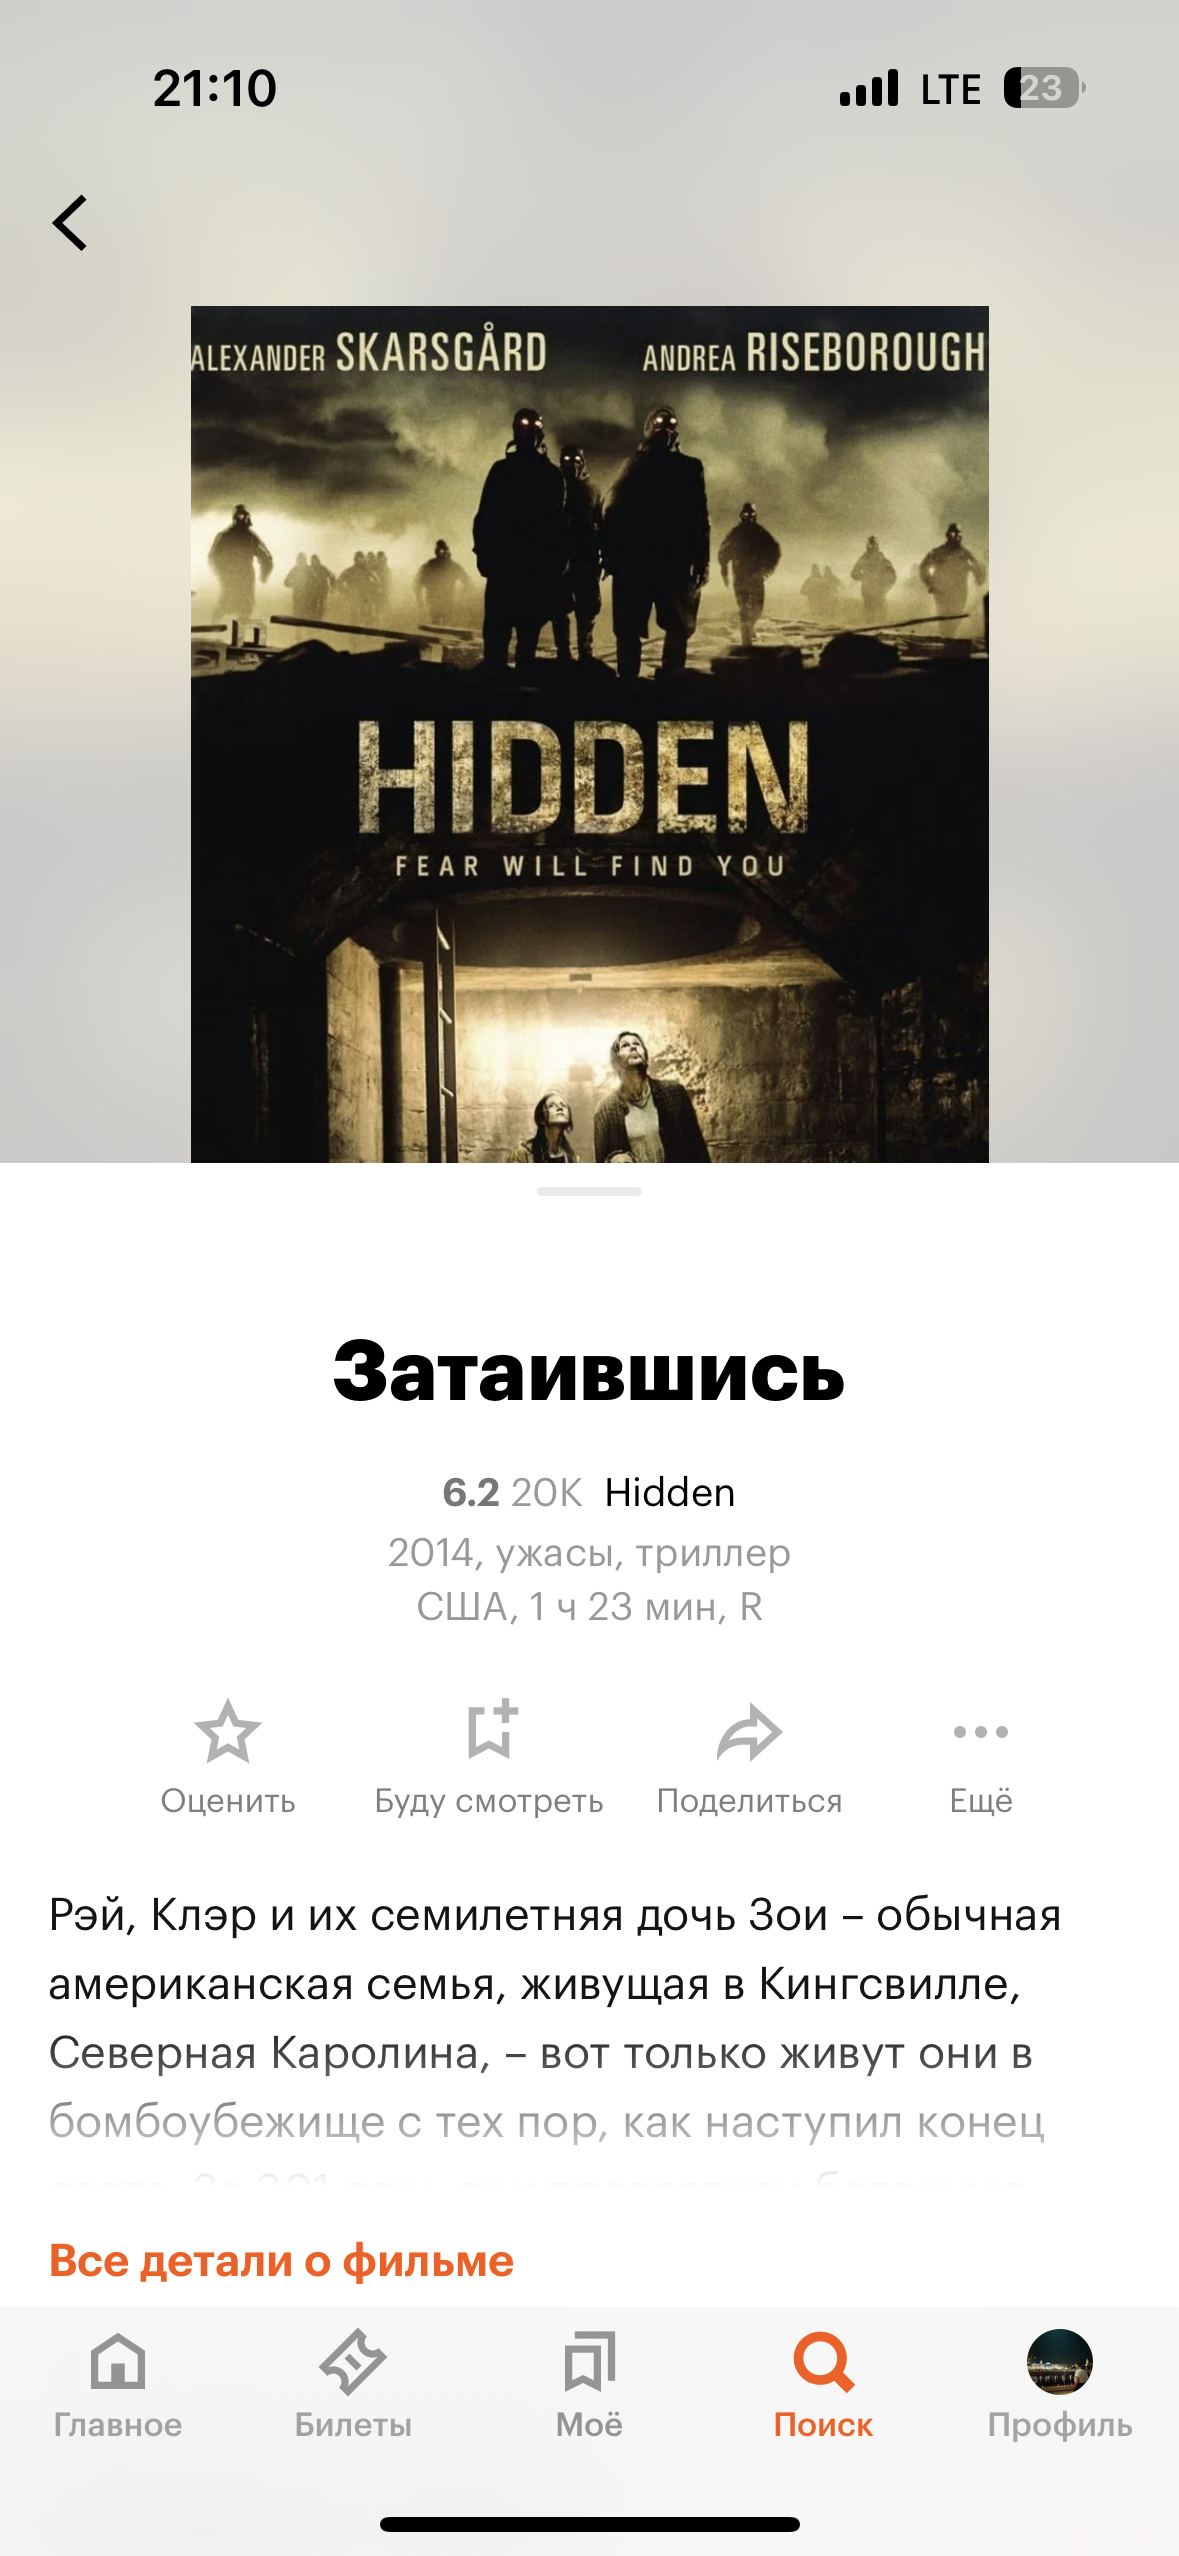 21:10
LTE 23
ALEXANDER SKARSGÅRD ANDREA RISEBOROUGH
HIDDEN
FEAR WILL FIND YOU
Затаившись
6.2 20K Hidden
2014, ужасы, триллер
США, 1 ч 23 мин, R
Оценить Буду смотреть Поделиться Ещё
Рэй, Клэр и их семилетняя дочь Зои – обычная
американская семья, живущая в Кингсвилле,
Северная Каролина, – вот только живут они в
бомбоубежище с тех пор, как наступил конец
Все детали о фильме
Главное Билеты Моё Поиск Профиль